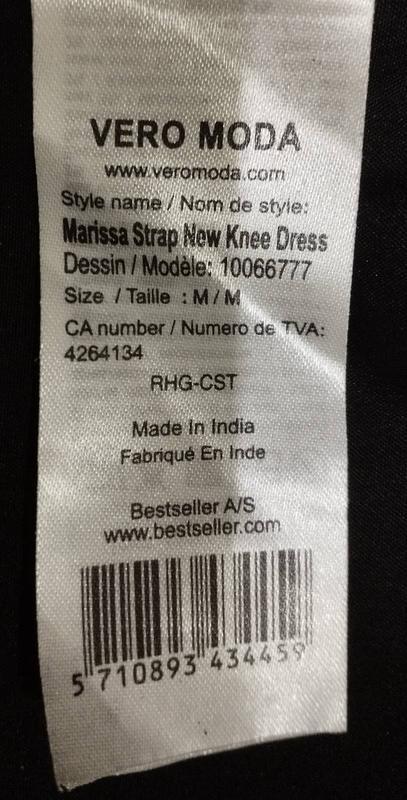 VERO MODA
www.veromoda.com
Style name / Nom de style:
Marissa Strap New Knee Dress
Dessin / Modèle: 10066777
Size / Taille : M / M
CA number / Numero de TVA:
4264134
RHG-CST
Made In India
Fabriqué En Inde
Bestseller A/S
www.bestseller.com
5 710893 434459